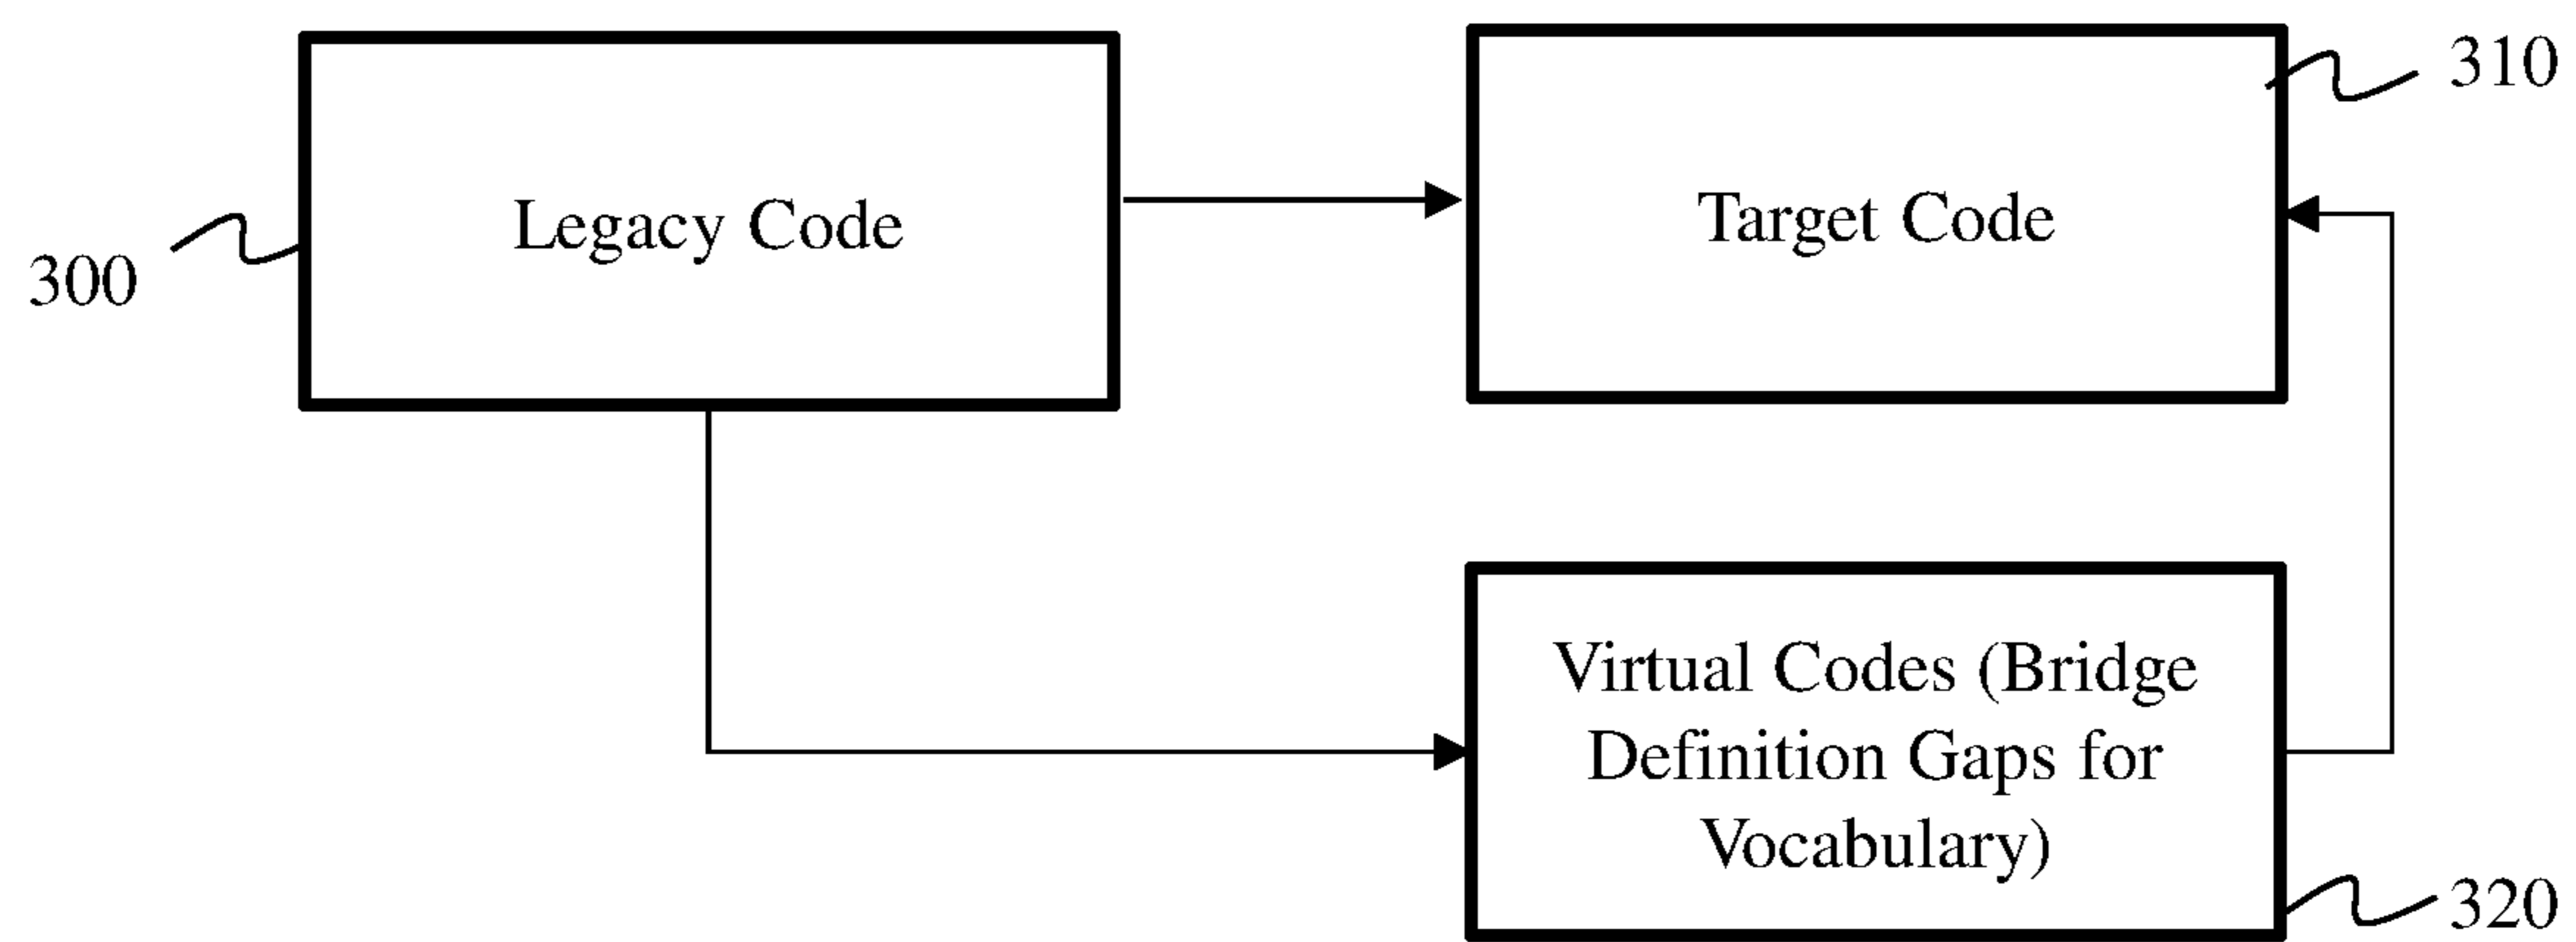 310
Legacy Code
Target Code
300
Virtual Codes (Bridge
Definition Gaps for
Vocabulary)
320